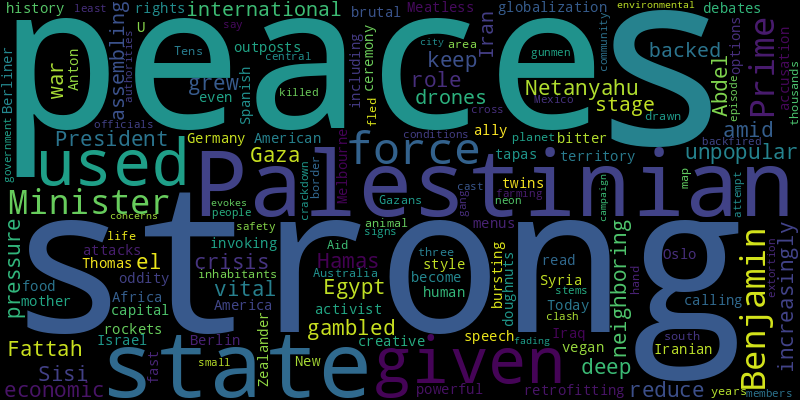 history least
brutal Meatless
globalization
environmental
debates
rights international
U say
community
Berliner
assembling
authorities
Tens outposts
city area
gunmen
backed
Prime
accusation
thousands
peaces
war Anton
grew
central
including
fled ceremony
keep Iran
role
Netanyahu
options
episode
Abdel
even Spanish
killed
drones
cross Mexico
stage
drawn
officials
President
Germany American
conditions
ally planet bitter
amid
backfired
government
used
Gaza
crackdown
border
Melbourne
force
tapas territory
unpopular
Minister
Palestinian
twins
map
attempt
concerns
evokes
people
Gazans
gang
cast farming
neon
campaign
life
safety
animal
signs
menus
pressure
attacks
invoking
Aid
three
bursting
neighboring
Oslo
calling
Benjamin
increasingly
strong
Thomas el
crisis
Hamas
style
read
hand
extortion
food oddity
inhabitants
Australia
become
doughnuts
Syria
Iranian
south
mother
Africa
vital
Egypt
human
Today stems
capital
America
activist
clash
rockets
gambled
speech Iraq
Fattah
Israel
Berlin
Zealander
creative
fading
vegan
deep
Sisi
fast
state
small
New
given
economic
powerful
retrofitting
reduce
years
members